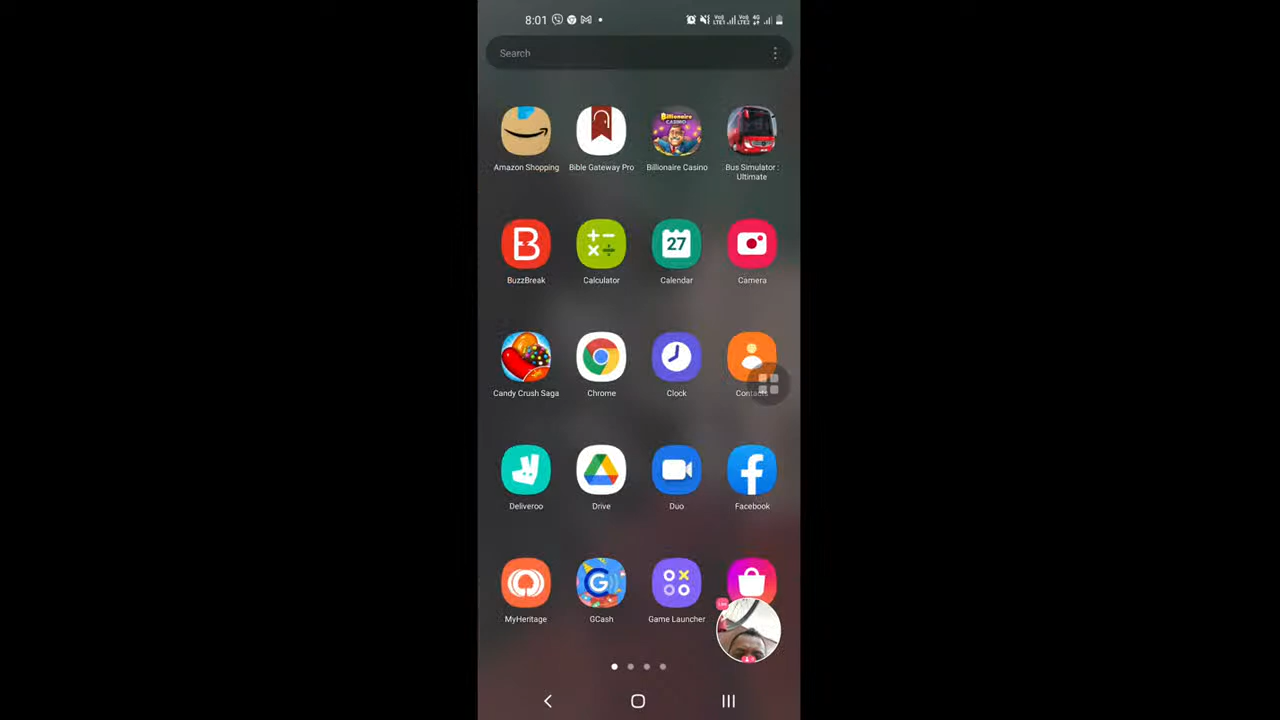 8:01
Search
Amazon Shopping
Bible Gateway Pro
Billionaire Casino
Bus Simulator :
Ultimate
BuzzBreak
27
Calculator
Calendar
Camera
Candy Crush Saga
Chrome
Clock
Deliveroo
Drive
Duo
Facebook
MyHeritage
GCash
Game Launcher